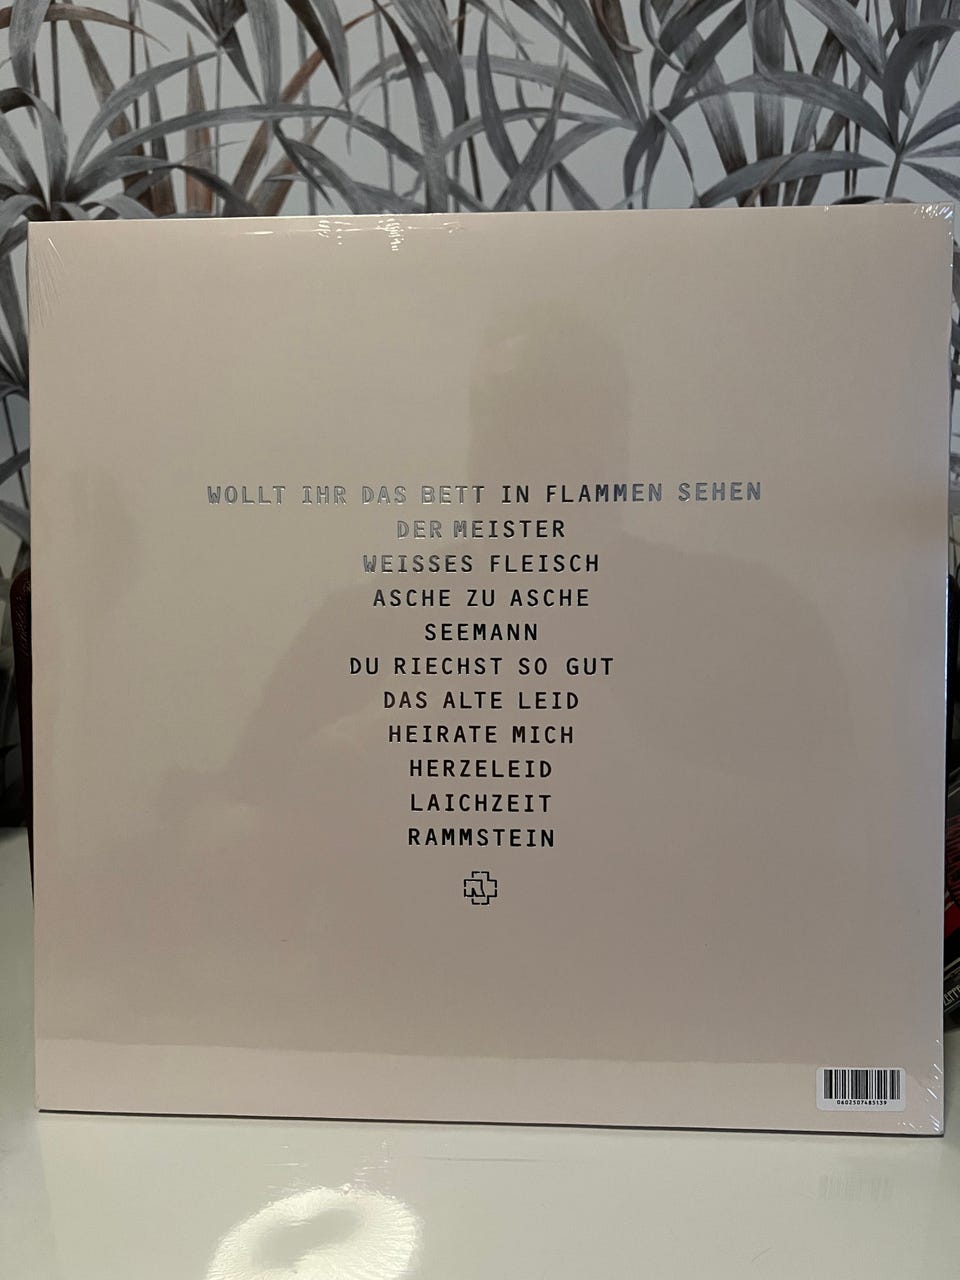 WOLLT IHR DAS BETT IN FLAMMEN SEHEN
DER MEISTER
WEISSES FLEISCH
ASCHE ZU ASCHE
SEEMANN
DU RIECHST SO GUT
DAS ALTE LEID
HEIRATE MICH
HERZELEID
LAICHZEIT
RAMMSTEIN
0602507485139